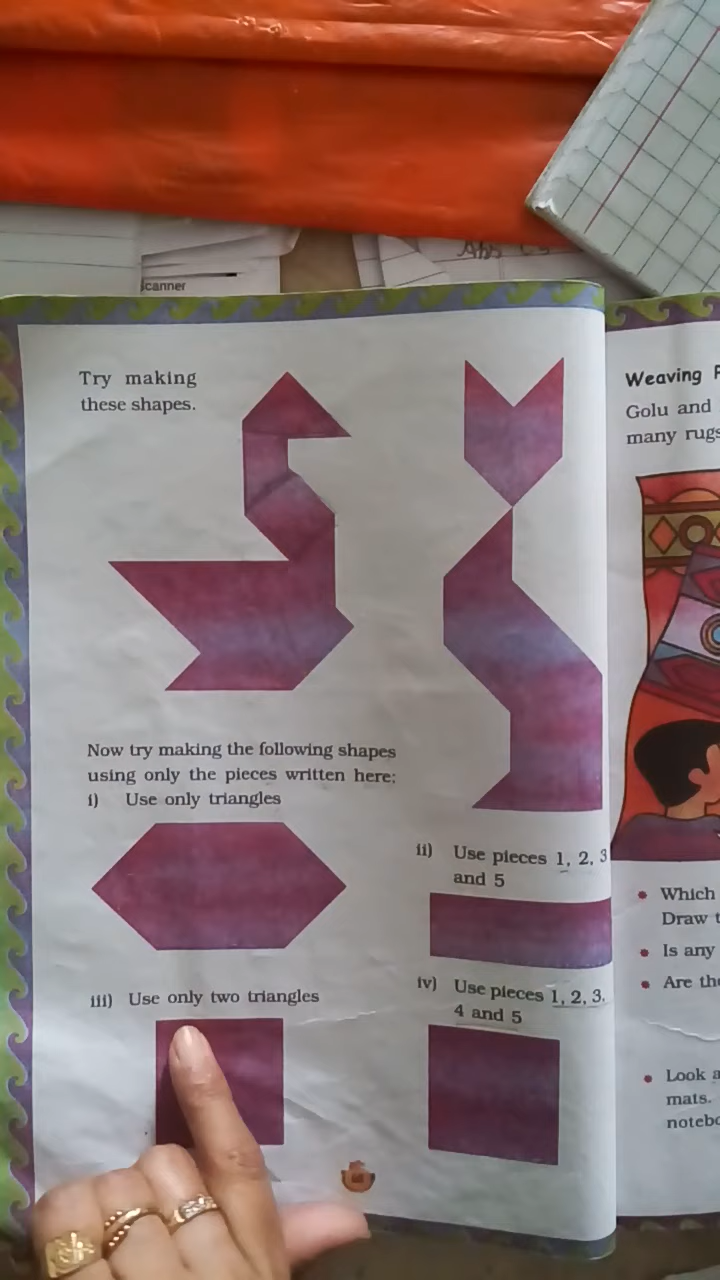 canner
Try making
these shapes.
Now try making the following shapes
using only the pieces written here:
i) Use only triangles
ii) Use pieces 1, 2, 3
and 5
iii) Use only two triangles
iv) Use pieces 1, 2, 3,
4 and 5
Weaving
Golu and
many rugs
Which
Draw
Is any
Are
Look
mats.